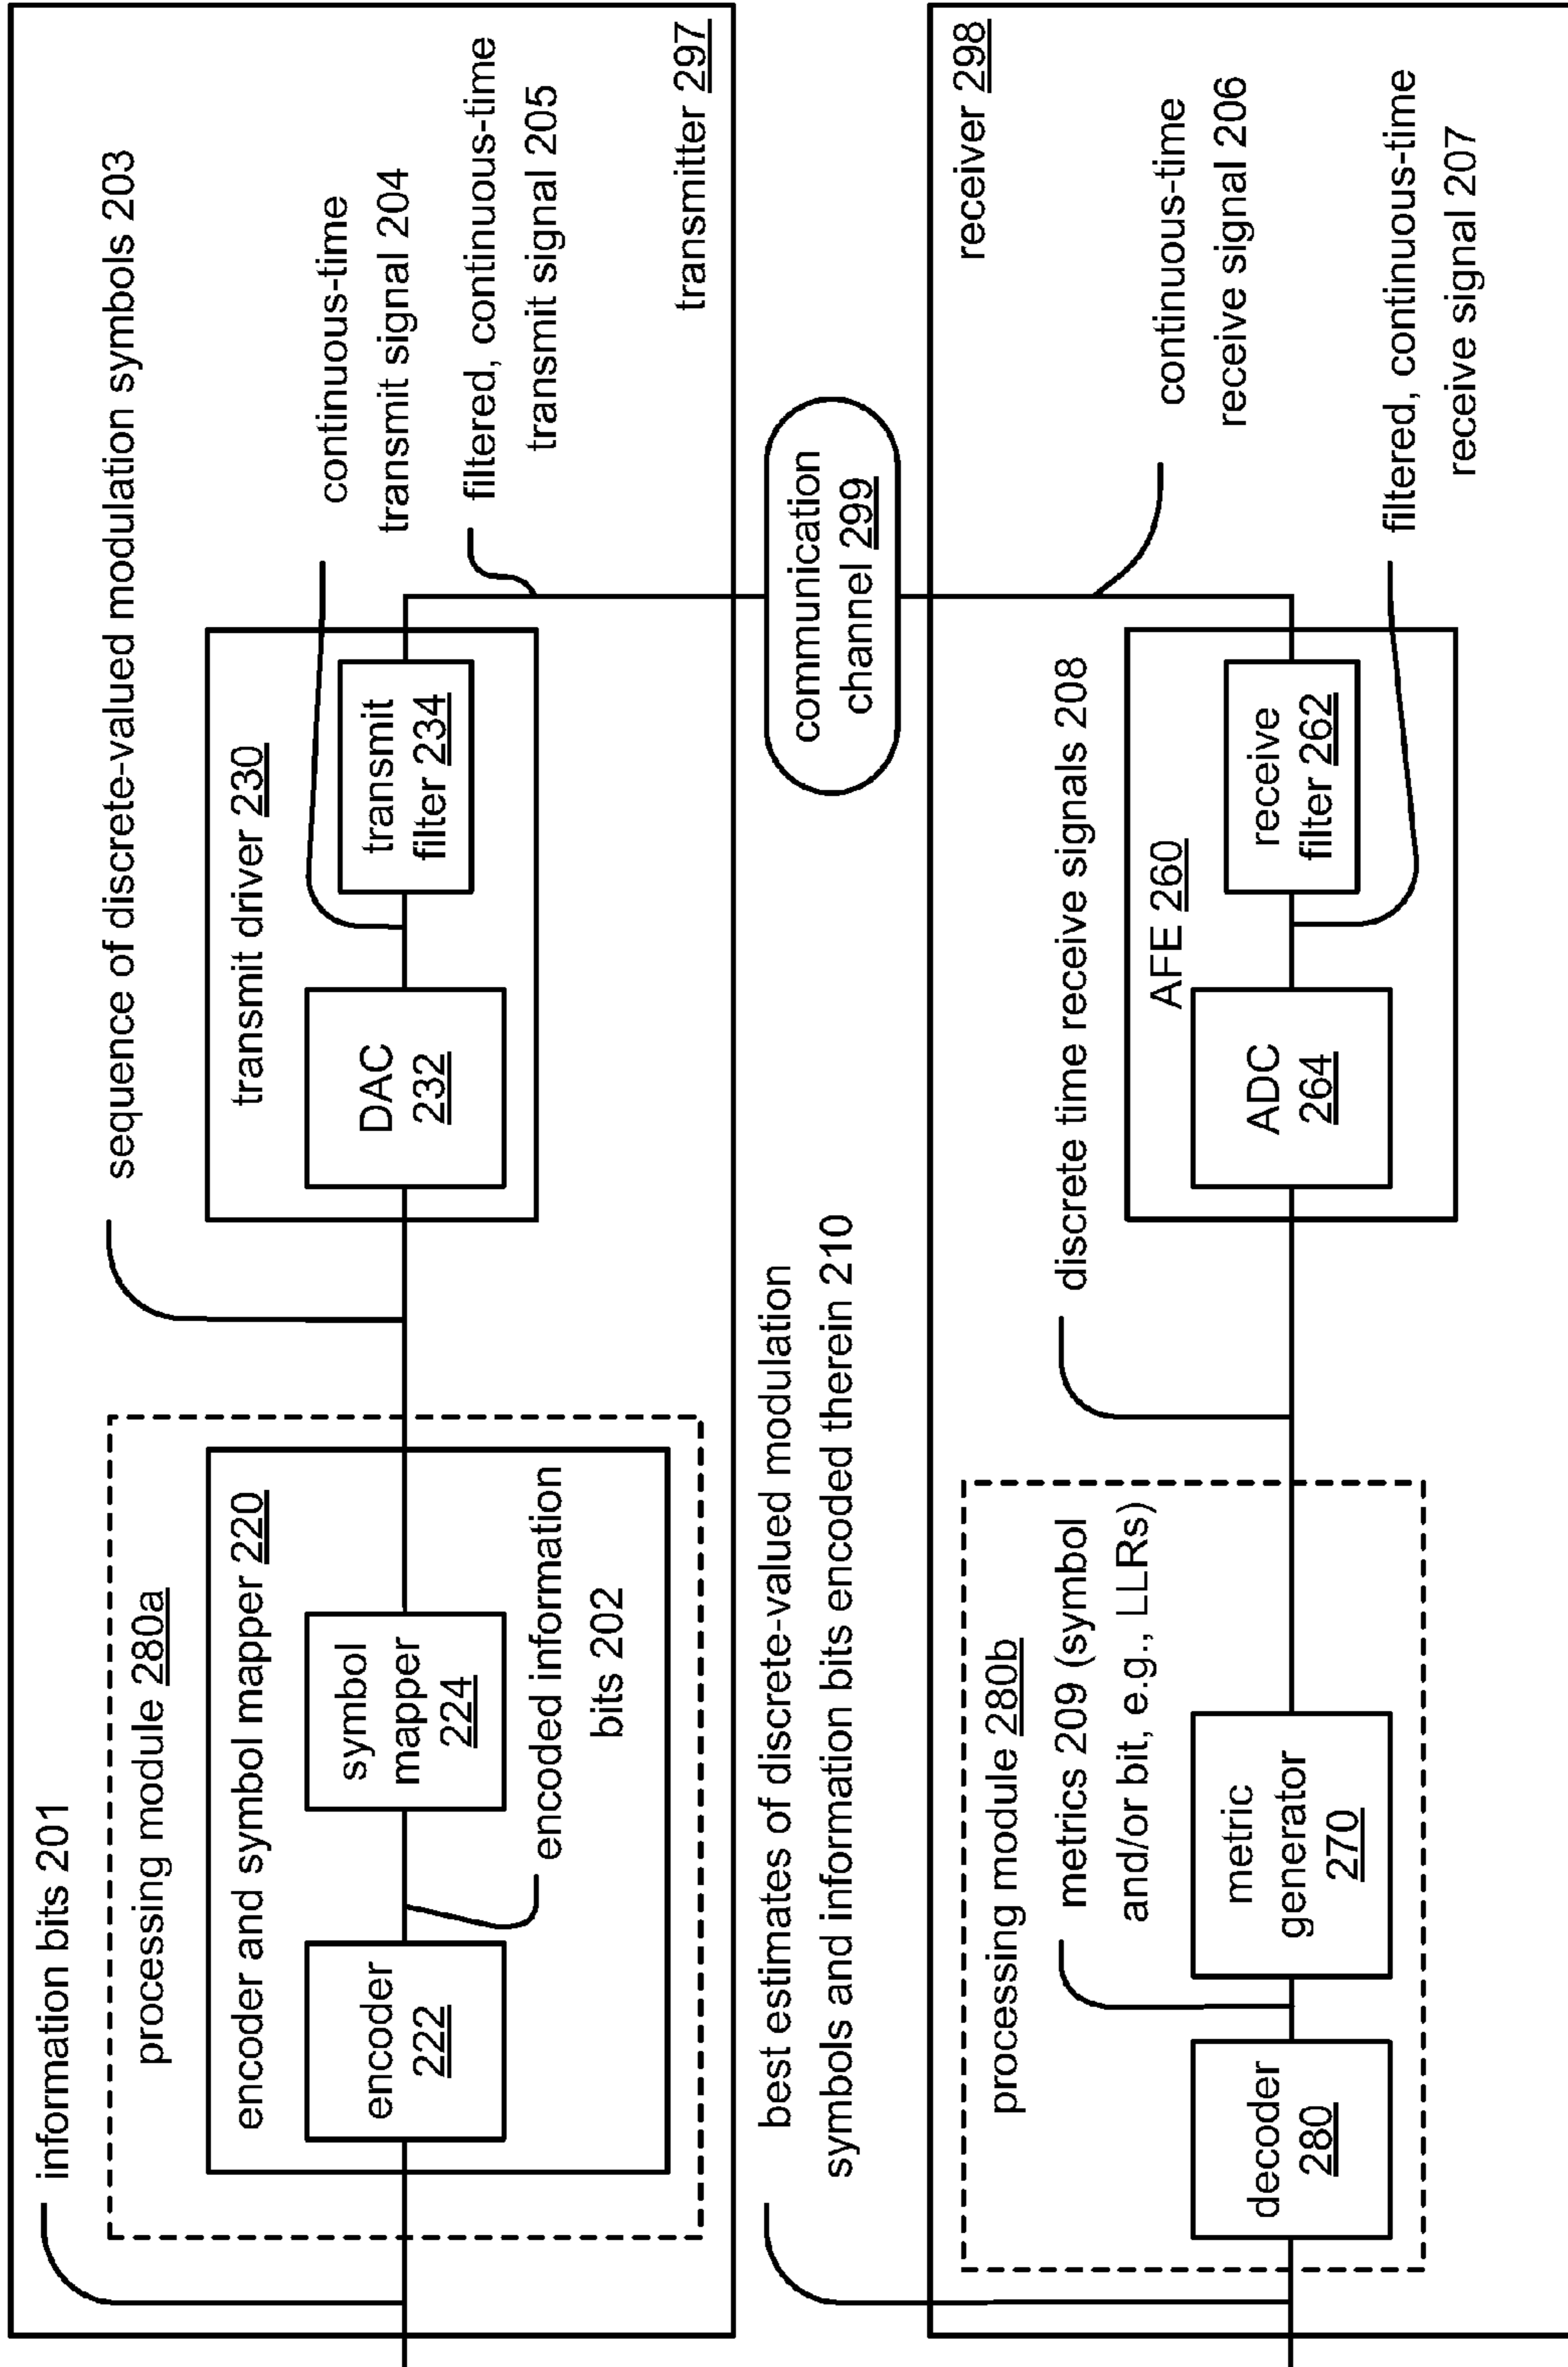 information bits 201
sequence of discrete-valued modulation symbols 203
processing module 280a
encoder and symbol mapper 220
encoder
222
symbol
mapper
224
encoded information
bits 202
transmit driver 230
DAC
232
transmit
filter 234
continuous-time
transmit signal 204
filtered, continuous-time
transmit signal 205
transmitter 297
communication
channel 299
best estimates of discrete-valued modulation
symbols and information bits encoded therein 210
receiver 298
processing module 280b
metrics 209 (symbol
and/or bit, e.g., LLRs)
decoder
280
metric
generator
270
discrete time receive signals 208
AFE 260
ADC
264
receive
filter 262
continuous-time
receive signal 206
filtered, continuous-time
receive signal 207